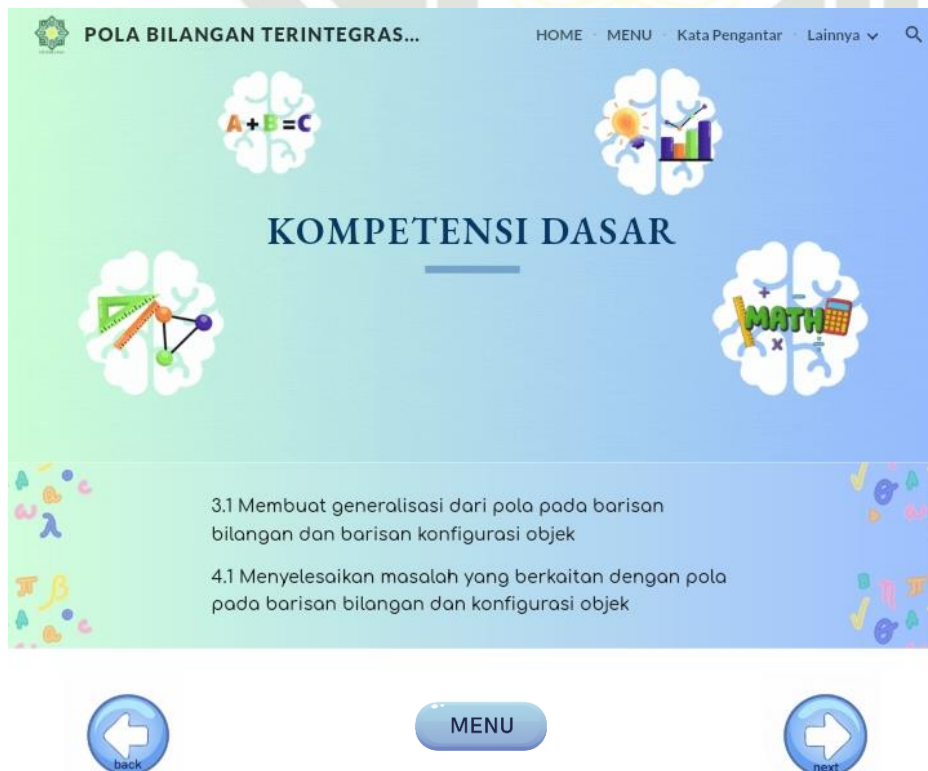 POLA BILANGAN TERINTEGRAS...
HOME
MENU
Kata Pengantar
Lainnya
A + B = C
KOMPETENSI DASAR
MATH
3.1 Membuat generalisasi dari pola pada barisan
bilangan dan barisan konfigurasi objek
4.1 Menyelesaikan masalah yang berkaitan dengan pola
pada barisan bilangan dan konfigurasi objek
back
MENU
next